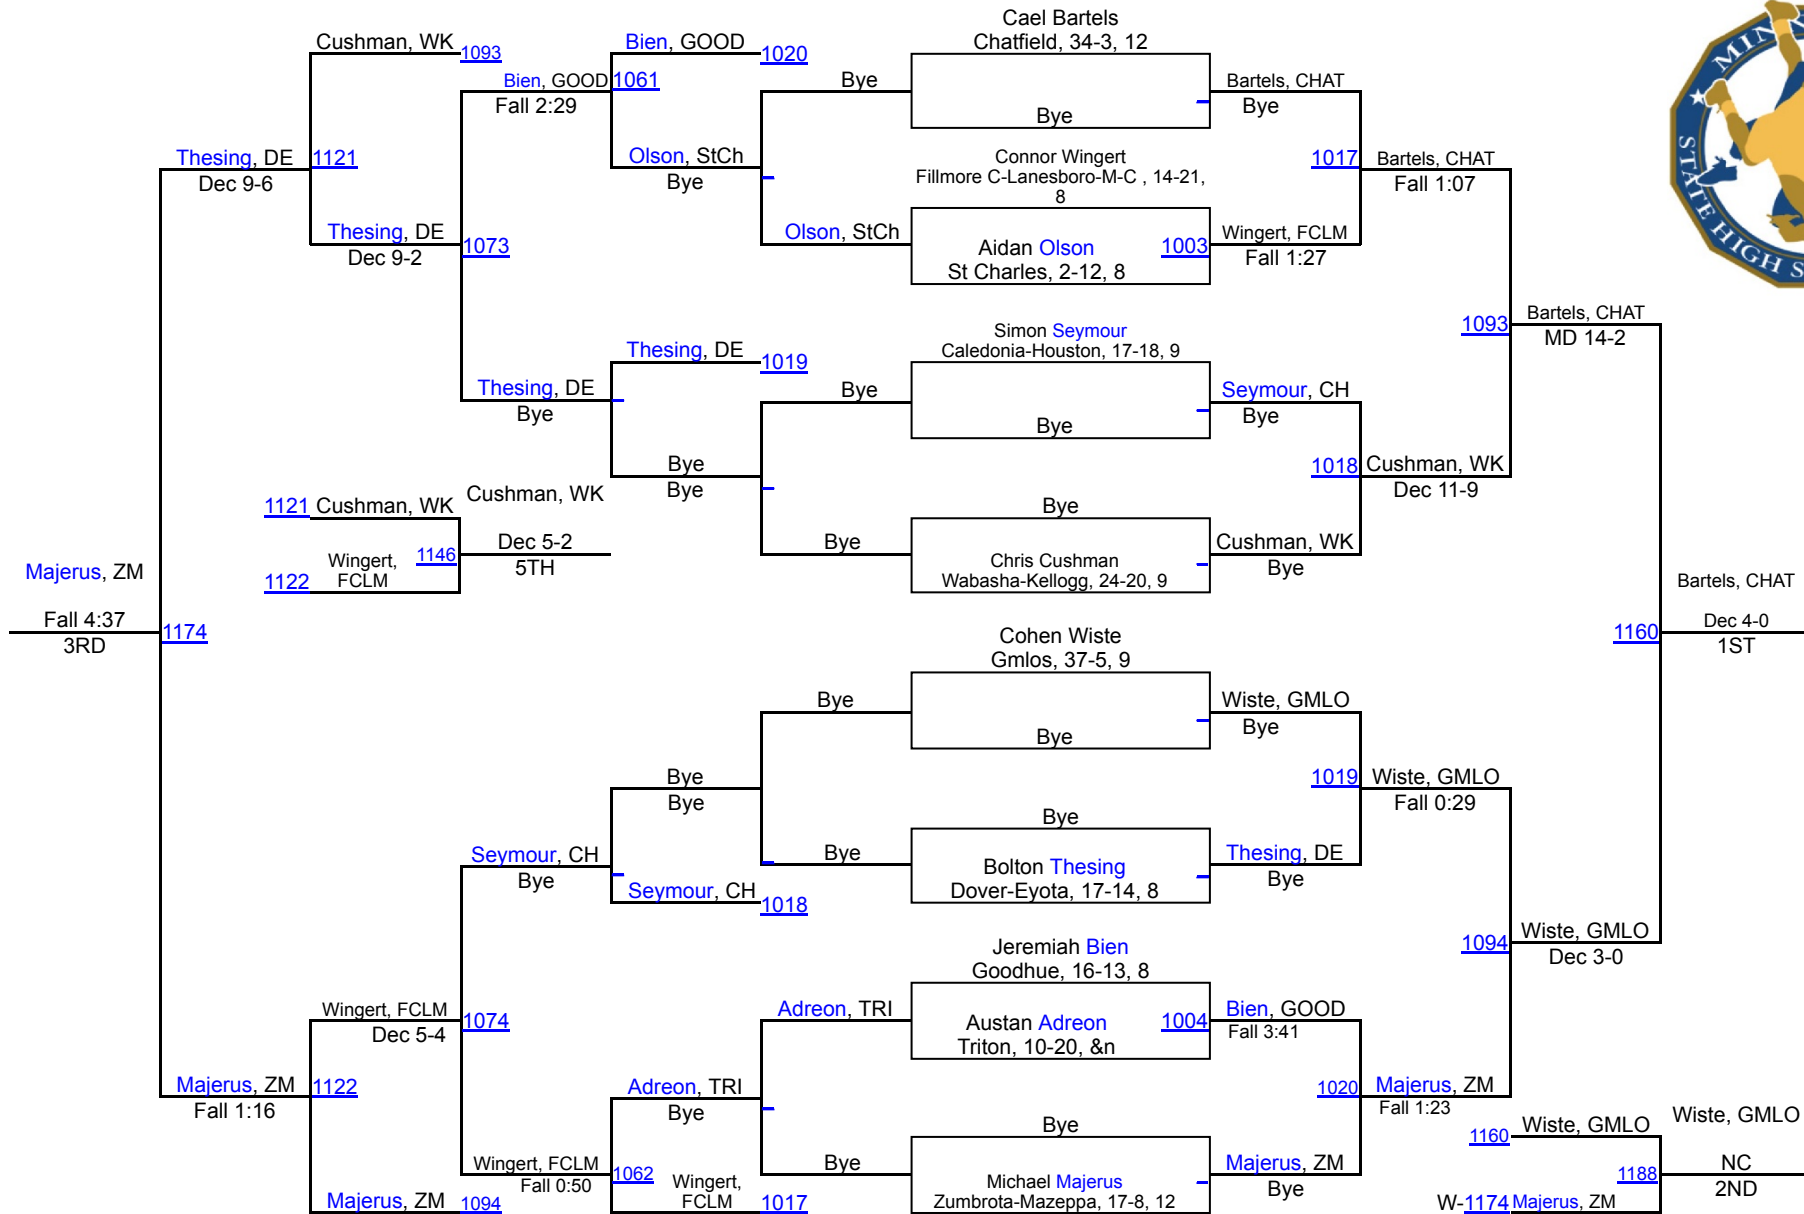 Cushman, WK 1093
Bien, GOOD 1061
Fall 2:29
Bien, GOOD 1020
Olson, StCh
Bye
Thesing, DE 1121
Dec 9-6
Thesing, DE 1073
Dec 9-2
Thesing, DE
Bye
Thesing, DE 1019
Bye
Bye
1121 Cushman, WK
Cushman, WK
1122 Wingert,
FCLM
1146 Dec 5-2
5TH
Majerus, ZM
Fall 4:37
3RD
1174
Bye
Olson, StCh
Bye
Bye
Cael Bartels
Chatfield, 34-3, 12
Bye
Connor Wingert
Fillmore C-Lanesboro-M-C , 14-21,
8
Aidan Olson 1003
St Charles, 2-12, 8
Simon Seymour
Caledonia-Houston, 17-18, 9
Bye
Bye
Chris Cushman
Wabasha-Kellogg, 24-20, 9
Bartels, CHAT
Bye
1017 Bartels, CHAT
Fall 1:07
Wingert, FCLM
Fall 1:27
1093 Bartels, CHAT
MD 14-2
Seymour, CH
Bye
1018 Cushman, WK
Dec 11-9
Cushman, WK
Bye
Bartels, CHAT
1160 Dec 4-0
1ST
MIN
STATE HIGH S
Cohen Wiste
Gmlos, 37-5, 9
Bye
Bye
Bye
Bolton Thesing
Dover-Eyota, 17-14, 8
Bye
Bye
Bye
Seymour, CH
Bye
Seymour, CH 1018
Wiste, GMLO
Bye
1019 Wiste, GMLO
Fall 0:29
Thesing, DE
Bye
1094 Wiste, GMLO
Dec 3-0
Jeremiah Bien
Goodhue, 16-13, 8
Adreon, TRI
Austan Adreon 1004
Triton, 10-20, &n
Bien, GOOD
Fall 3:41
1020 Majerus, ZM
Fall 1:23
Bye
Bye
Michael Majerus
Zumbrota-Mazeppa, 17-8, 12
Majerus, ZM
Bye
Wingert, FCLM 1074
Dec 5-4
Majerus, ZM 1122
Fall 1:16
Adreon, TRI
Bye
Wingert, FCLM 1062
Fall 0:50
Wingert,
FCLM 1017
Majerus, ZM 1094
1160 Wiste, GMLO
Wiste, GMLO
1188 NC
2ND
W-1174 Majerus, ZM